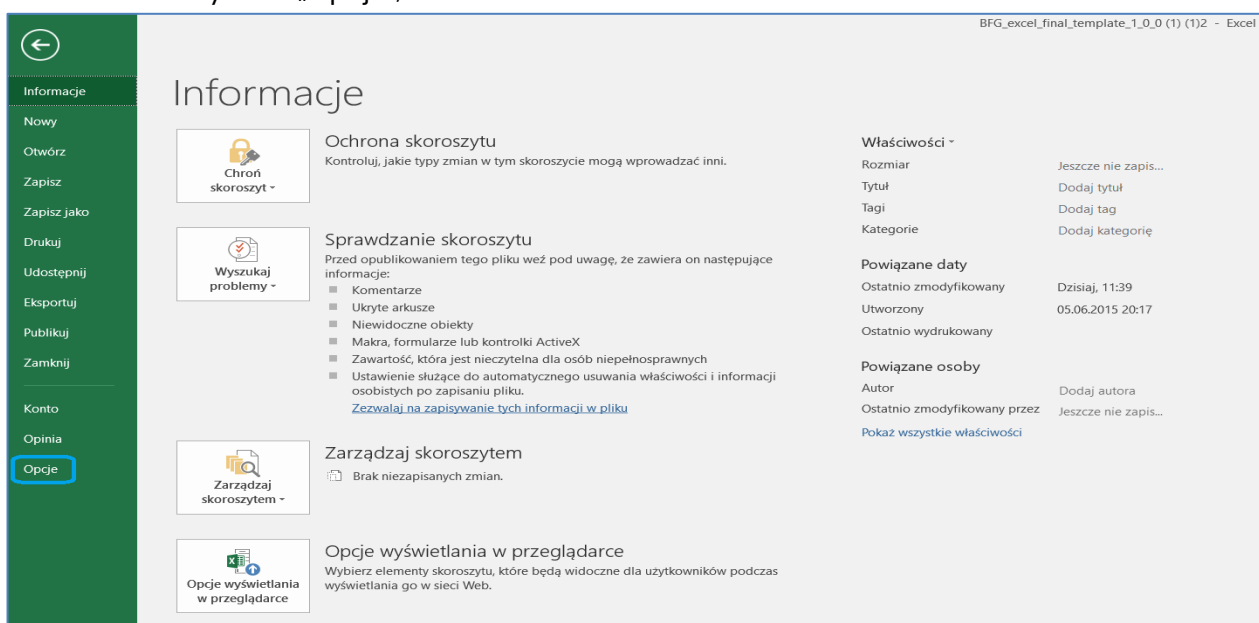 BFG_excel_final_template_1_0_0 (1) (1)2 - Excel
Informacje
Nowy
Otwórz
Zapisz
Zapisz jako
Drukuj
Udostępnij
Eksportuj
Publikuj
Zamknij
Konto
Opinia
Opcje
Informacje
Chroń
skoroszyt
Ochrona skoroszytu
Kontroluj, jakie typy zmian w tym skoroszycie mogą wprowadzać inni.
Wyszukaj
problemy
Sprawdzanie skoroszytu
Przed opublikowaniem tego pliku weź pod uwagę, że zawiera on następujące
informacje:
Komentarze
Ukryte arkusze
Niewidoczne obiekty
Makra, formularze lub kontrolki ActiveX
Zawartość, która jest nieczytelna dla osób niepełnosprawnych
Ustawienie służące do automatycznego usuwania właściwości i informacji
osobistych po zapisaniu pliku.
Zezwalaj na zapisywanie tych informacji w pliku
Zarządzaj
skoroszytem
Zarządzaj skoroszytem
Brak niezapisanych zmian.
Opcje wyświetlania
w przeglądarce
Opcje wyświetlania w przeglądarce
Wybierz elementy skoroszytu, które będą widoczne dla użytkowników podczas
wyświetlania go w sieci Web.
Właściwości
Rozmiar Jeszcze nie zapis...
Tytuł Dodaj tytuł
Tagi Dodaj tag
Kategorie Dodaj kategorię
Powiązane daty
Ostatnio zmodyfikowany Dzisiaj, 11:39
Utworzony 05.06.2015 20:17
Ostatnio wydrukowany
Powiązane osoby
Autor Dodaj autora
Ostatnio zmodyfikowany przez Jeszcze nie zapis...
Pokaż wszystkie właściwości